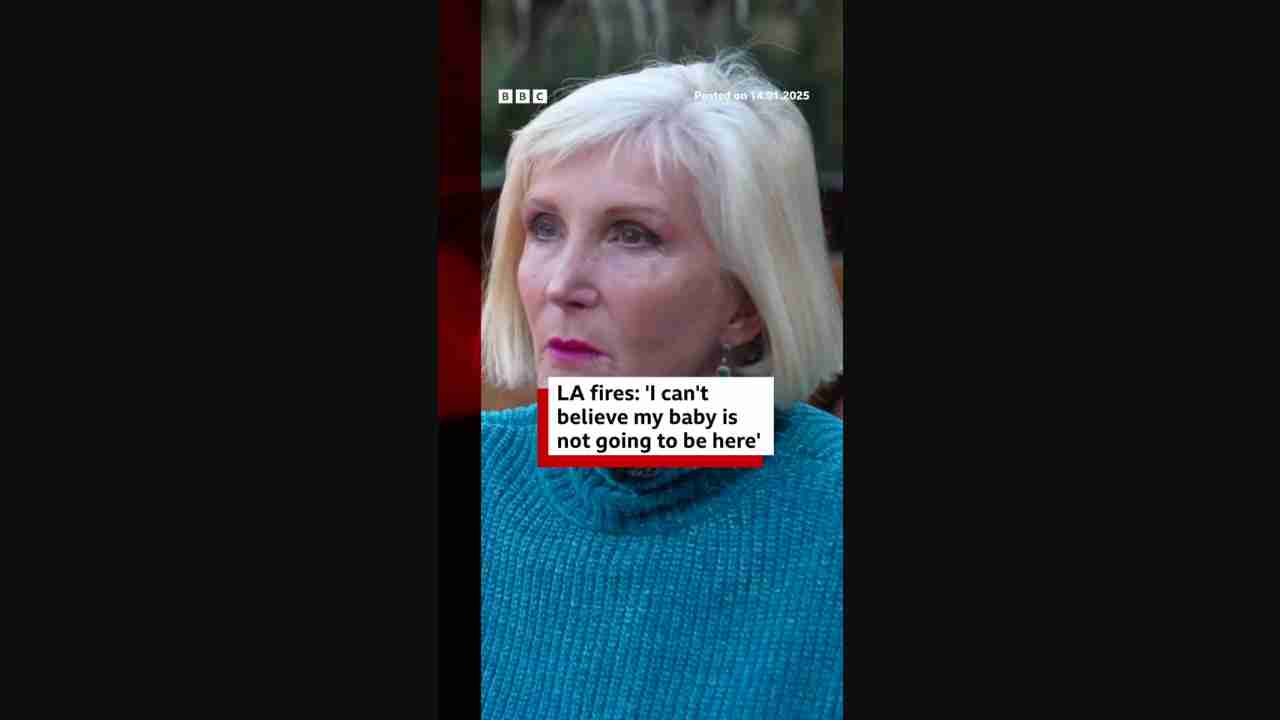 BBC
Posted on 14.01.2025
LA fires: 'I can't
believe my baby is
not going to be here'